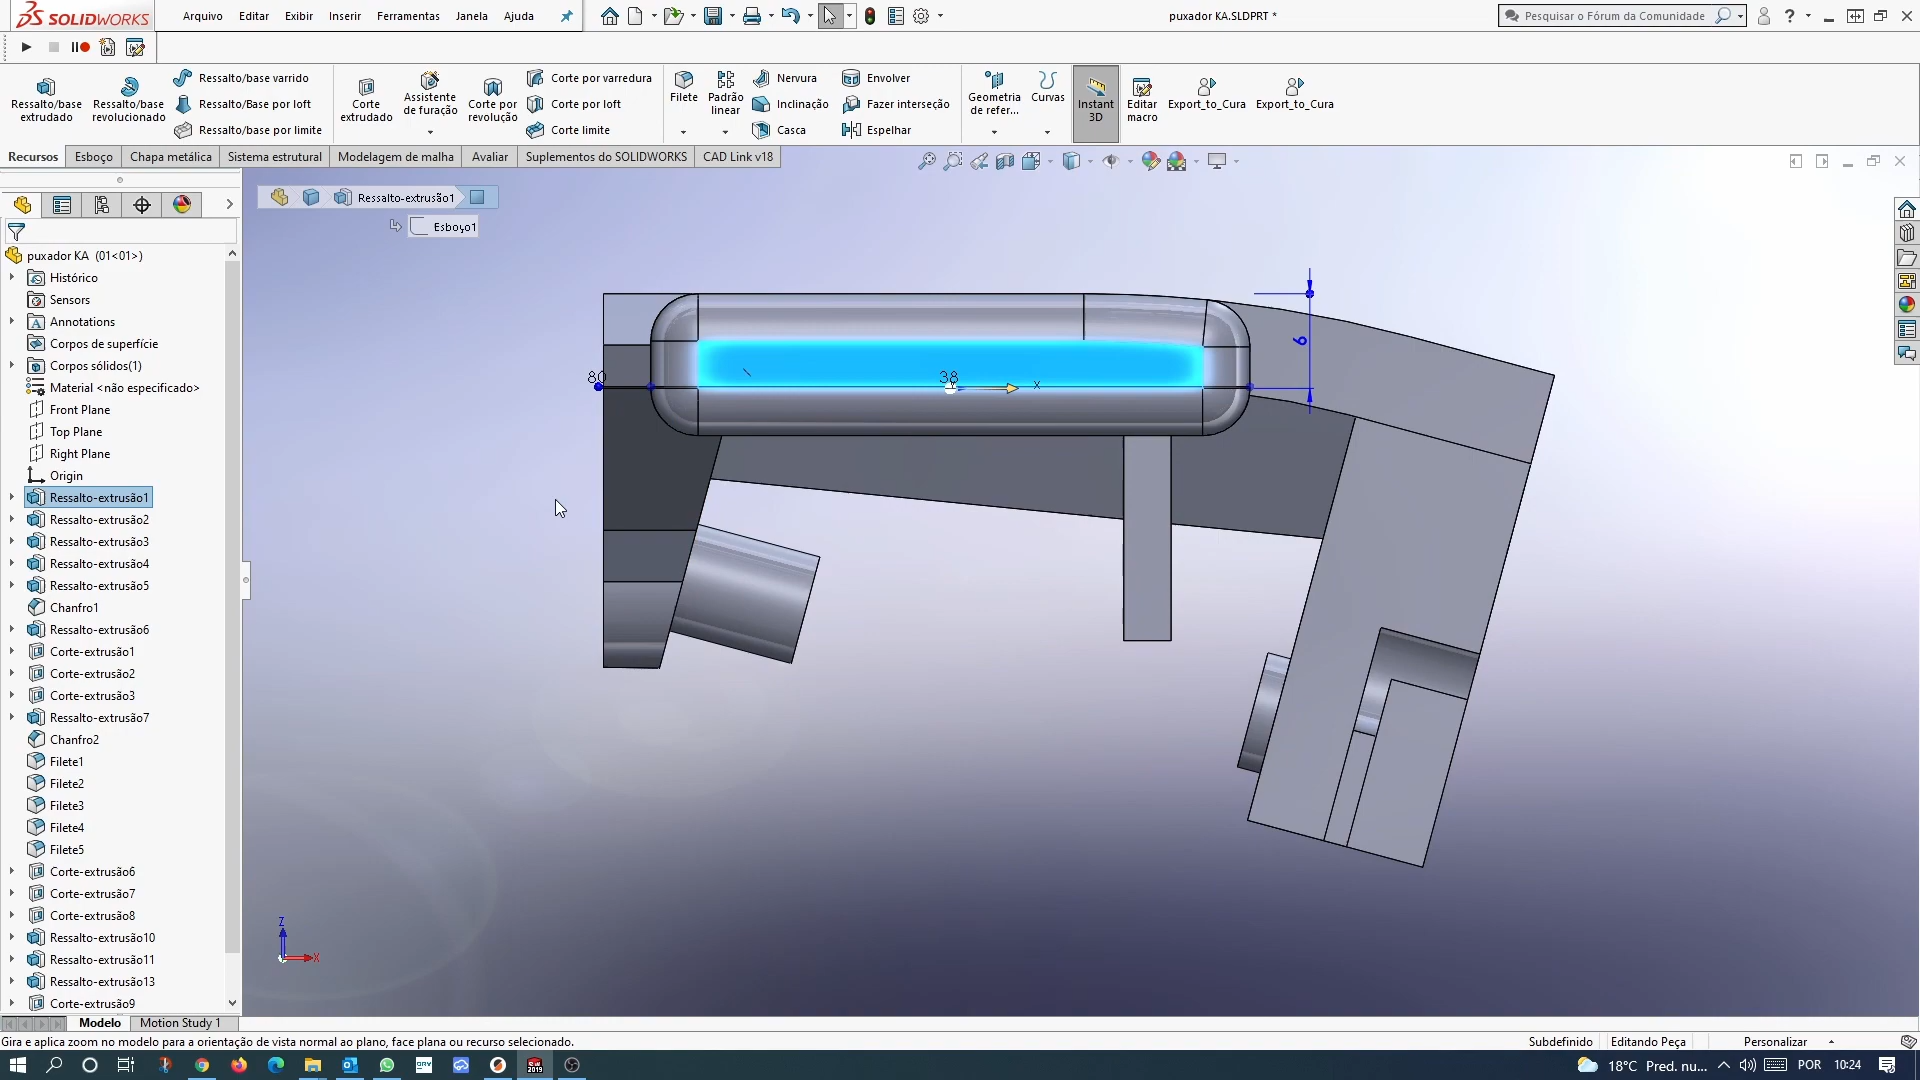 SOLIDWORKS
Arquivo Editar Exibir Inserir Ferramentas Janela Ajuda
puxador KA.SLDPRT *
Pesquisar o Fórum da Comunidade
Ressalto/base extrudado
Ressalto/base revolucionado
Ressalto/base varrido
Ressalto/Base por loft
Ressalto/base por limite
Corte extrudado
Assistente de furação
Corte por revolução
Corte por varredura
Corte por loft
Corte limite
Filete
Padrão linear
Nervura
Inclinação
Casca
Envolver
Fazer interseção
Espelhar
Geometria de refer...
Curvas
Instant 3D
Editar macro
Export_to_Cura
Export_to_Cura
Recursos Esboço Chapa metálica Sistema estrutural Modelagem de malha Avaliar Suplementos do SOLIDWORKS CAD Link v18
Ressalto-extrusão1
Esboço1
puxador KA (01<01>)
Histórico
Sensors
Annotations
Corpos de superfície
Corpos sólidos(1)
Material <não especificado>
Front Plane
Top Plane
Right Plane
Origin
Ressalto-extrusão1
Ressalto-extrusão2
Ressalto-extrusão3
Ressalto-extrusão4
Ressalto-extrusão5
Chanfro1
Ressalto-extrusão6
Corte-extrusão1
Corte-extrusão2
Corte-extrusão3
Ressalto-extrusão7
Chanfro2
Filete1
Filete2
Filete3
Filete4
Filete5
Corte-extrusão6
Corte-extrusão7
Corte-extrusão8
Ressalto-extrusão10
Ressalto-extrusão11
Ressalto-extrusão13
Corte-extrusão9
80
38
x
6
Z
X
Modelo Motion Study 1
Gira e aplica zoom no modelo para a orientação de vista normal ao plano, face plana ou recurso selecionado.
Subdefinido Editando Peça Personalizar
18°C Pred. nu... POR 10:24